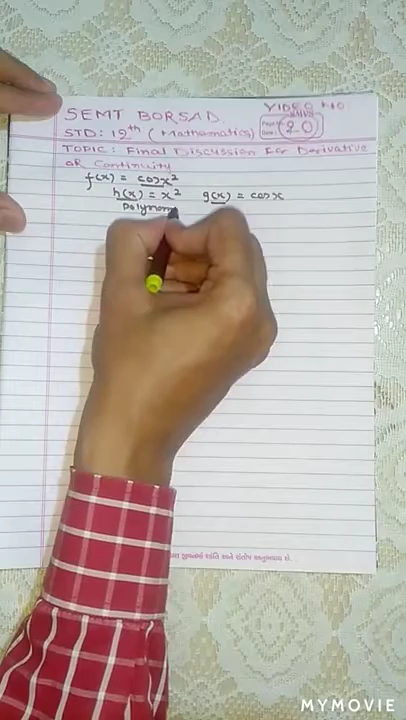 VIDEO NO
SEMT BORSAD
20
STD: 12th (Mathematics)
TOPIC: Final Discussion For Derivative
OR Continuity
f(x) = cosx²
h(x) = x² g(x) = cosx
Polynom
MYMOVIE